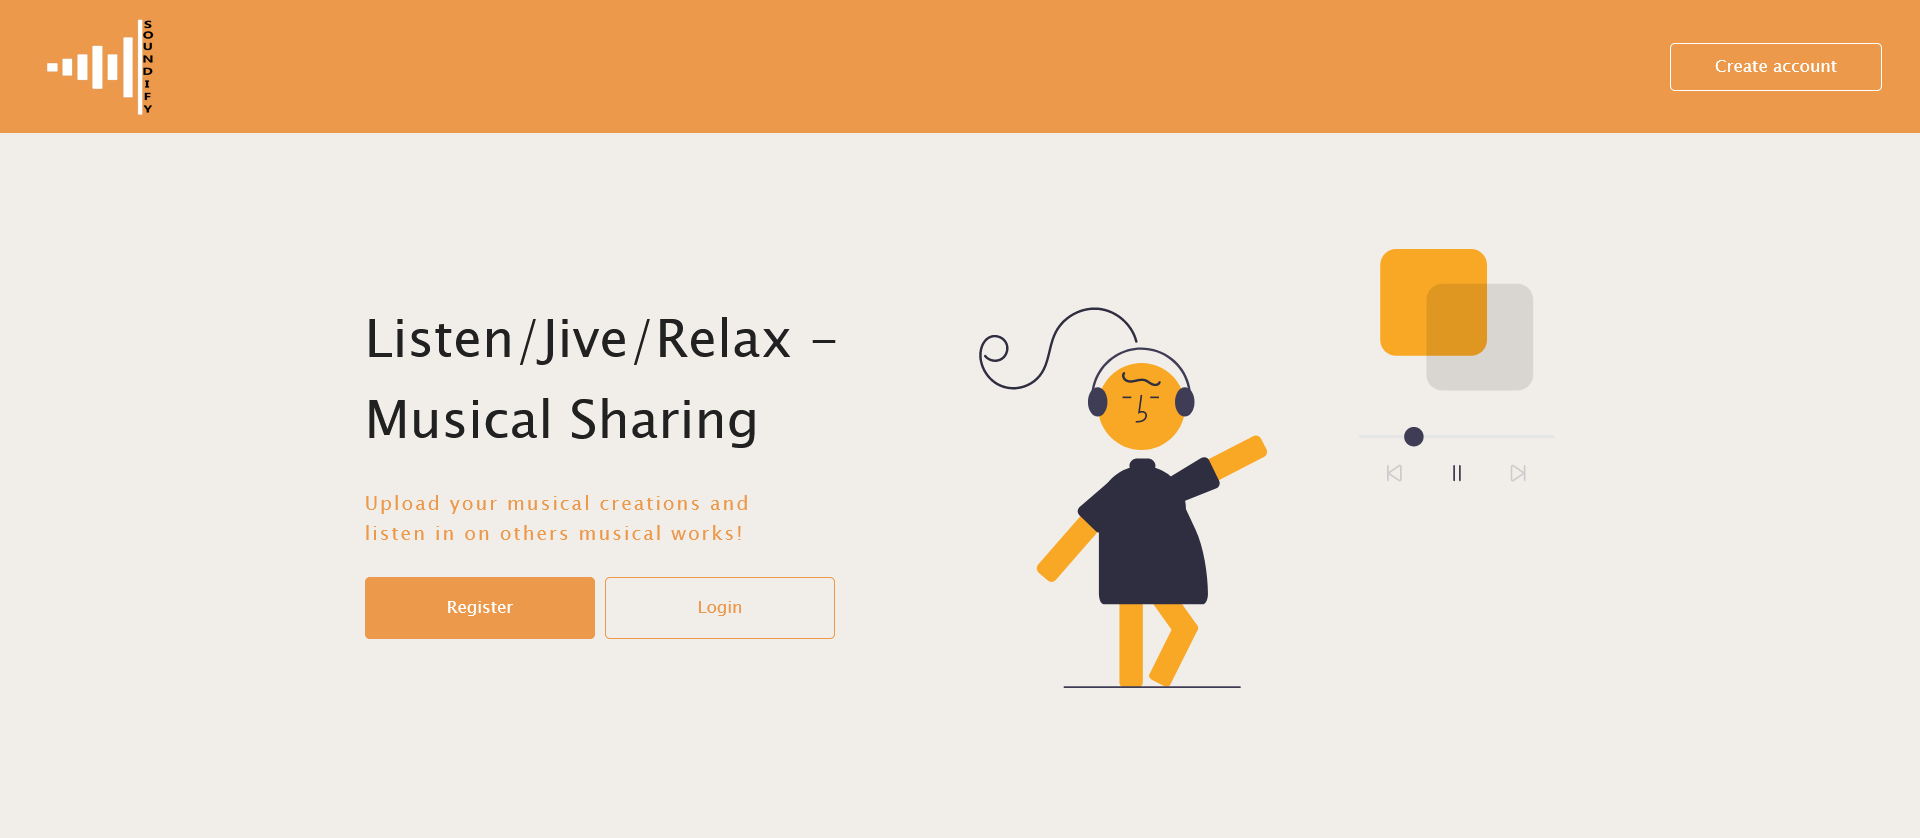 SOUNDIFY
Create account
Listen/Jive/Relax –
Musical Sharing
Upload your musical creations and
listen in on others musical works!
Register
Login